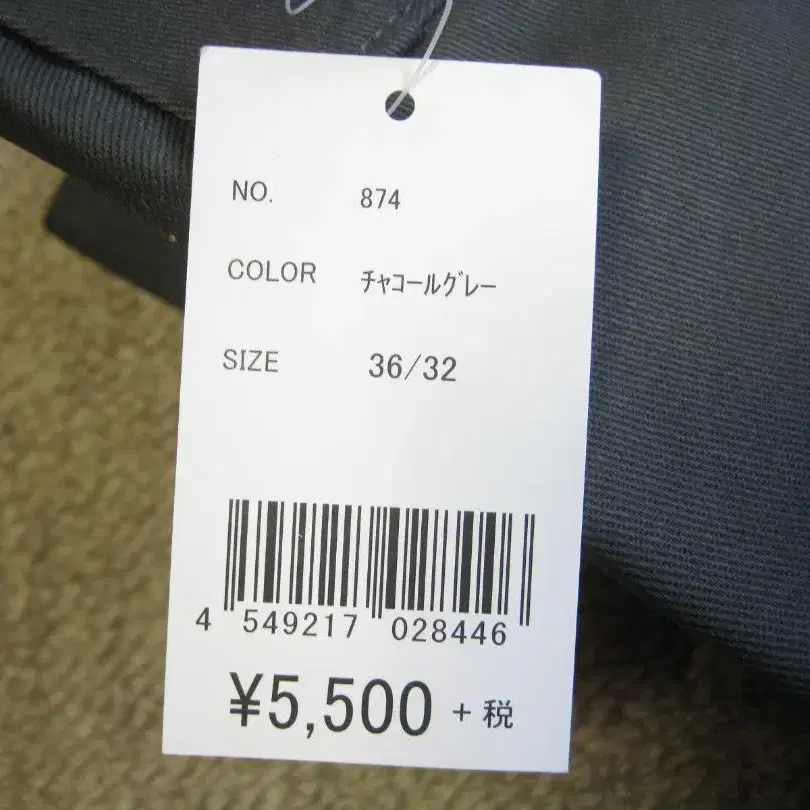 NO. 874
COLOR ﾁｬｺｰﾙｸﾞﾚｰ
SIZE 36/32
4 549217 028446
¥5,500 +税